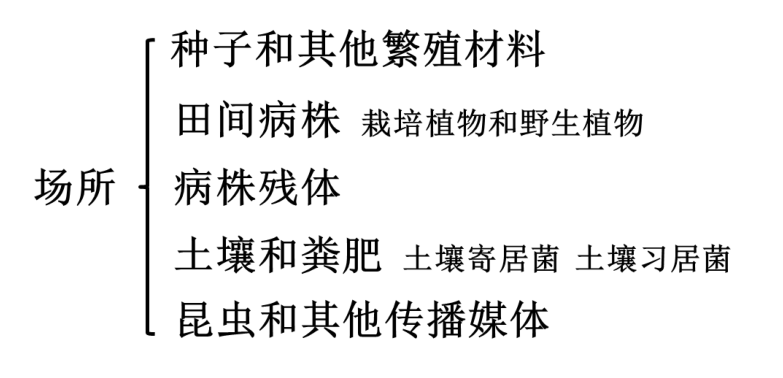 种子和其他繁殖材料
田间病株 栽培植物和野生植物
场所 病株残体
土壤和粪肥 土壤寄居菌 土壤习居菌
昆虫和其他传播媒体